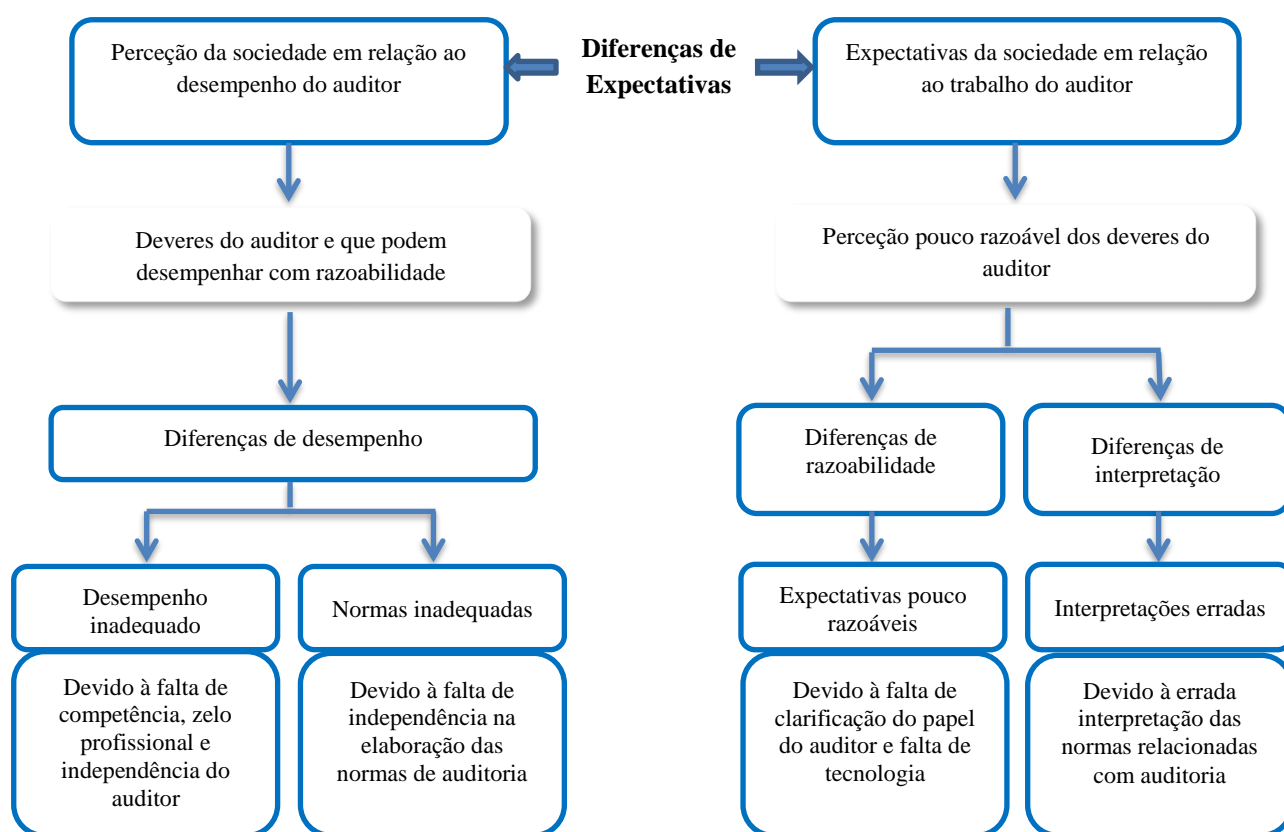 Perceção da sociedade em relação ao
desempenho do auditor
Diferenças de
Expectativas
Expectativas da sociedade em relação
ao trabalho do auditor
Deveres do auditor e que podem
desempenhar com razoabilidade
Perceção pouco razoável dos deveres do
auditor
Diferenças de desempenho
Diferenças de
razoabilidade
Diferenças de
interpretação
Desempenho
inadequado
Normas inadequadas
Expectativas pouco
razoáveis
Interpretações erradas
Devido à falta de
competência, zelo
profissional e
independência do
auditor
Devido à falta de
independência na
elaboração das
normas de auditoria
Devido à falta de
clarificação do papel
do auditor e falta de
tecnologia
Devido à errada
interpretação das
normas relacionadas
com auditoria